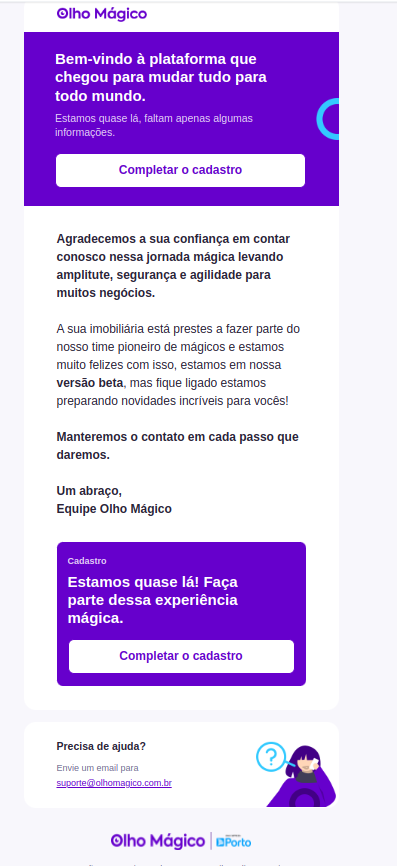 Olho Mágico
Bem-vindo à plataforma que
chegou para mudar tudo para
todo mundo.
Estamos quase lá, faltam apenas algumas
informações.
Completar o cadastro
Agradecemos a sua confiança em contar
conosco nessa jornada mágica levando
amplitute, segurança e agilidade para
muitos negócios.
A sua imobiliária está prestes a fazer parte do
nosso time pioneiro de mágicos e estamos
muito felizes com isso, estamos em nossa
versão beta, mas fique ligado estamos
preparando novidades incríveis para vocês!
Manteremos o contato em cada passo que
daremos.
Um abraço,
Equipe Olho Mágico
Cadastro
Estamos quase lá! Faça
parte dessa experiência
mágica.
Completar o cadastro
Precisa de ajuda?
Envie um email para
suporte@olhomagico.com.br
?
Olho Mágico | Porto